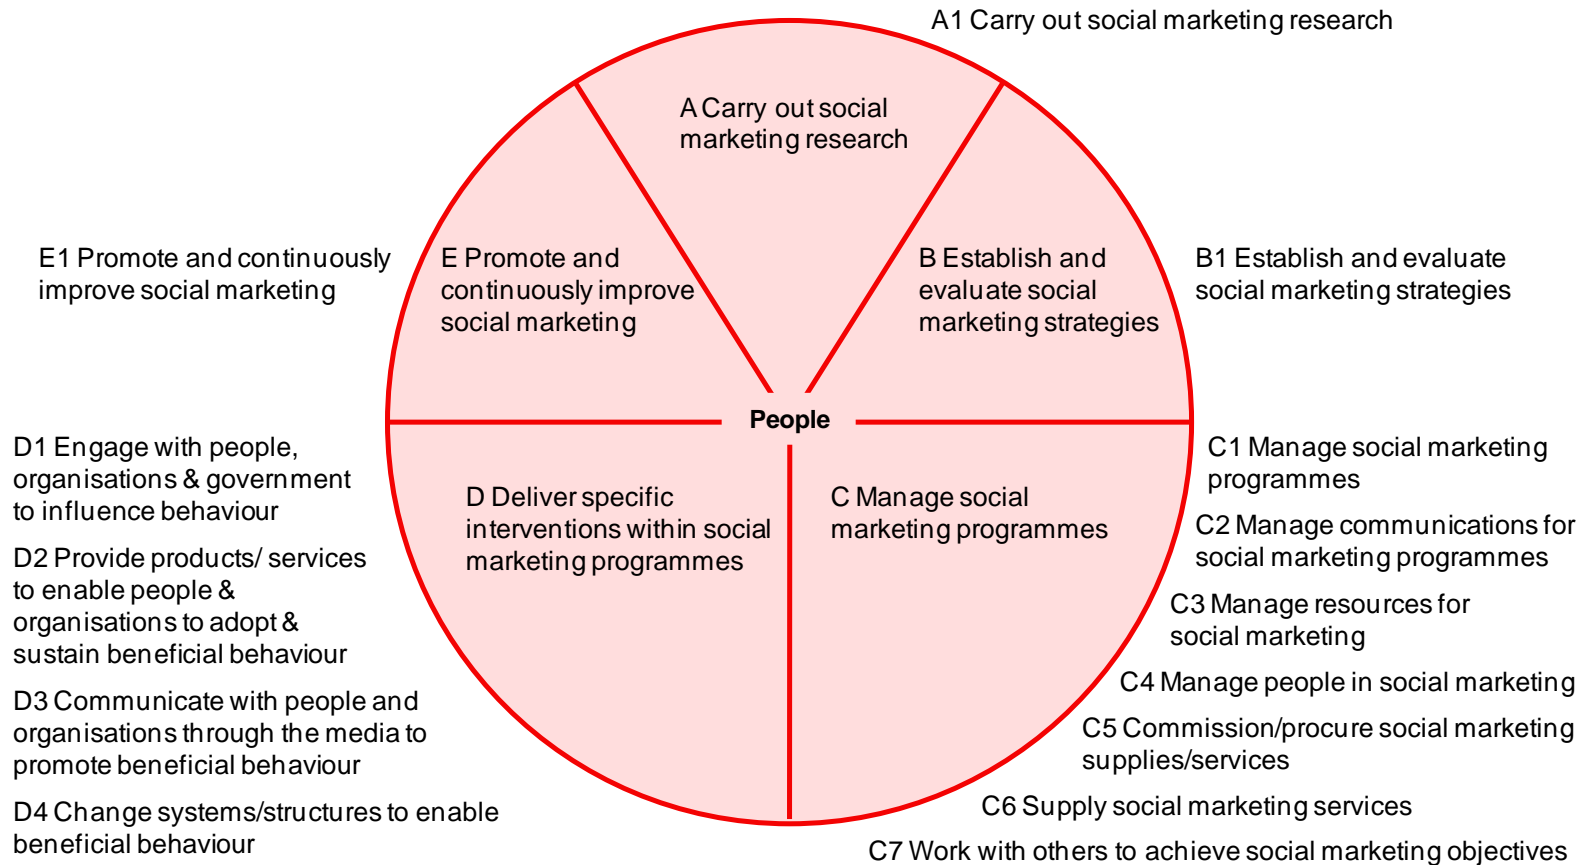 A1 Carry out social marketing research
A Carry out social
marketing research
E1 Promote and continuously
improve social marketing
E Promote and
continuously improve
social marketing
B Establish and
evaluate social
marketing strategies
B1 Establish and evaluate
social marketing strategies
People
D1 Engage with people,
organisations & government
to influence behaviour
D2 Provide products/ services
to enable people &
organisations to adopt &
sustain beneficial behaviour
D3 Communicate with people and
organisations through the media to
promote beneficial behaviour
D4 Change systems/structures to enable
beneficial behaviour
D Deliver specific
interventions within social
marketing programmes
C Manage social
marketing programmes
C1 Manage social marketing
programmes
C2 Manage communications for
social marketing programmes
C3 Manage resources for
social marketing
C4 Manage people in social marketing
C5 Commission/procure social marketing
supplies/services
C6 Supply social marketing services
C7 Work with others to achieve social marketing objectives